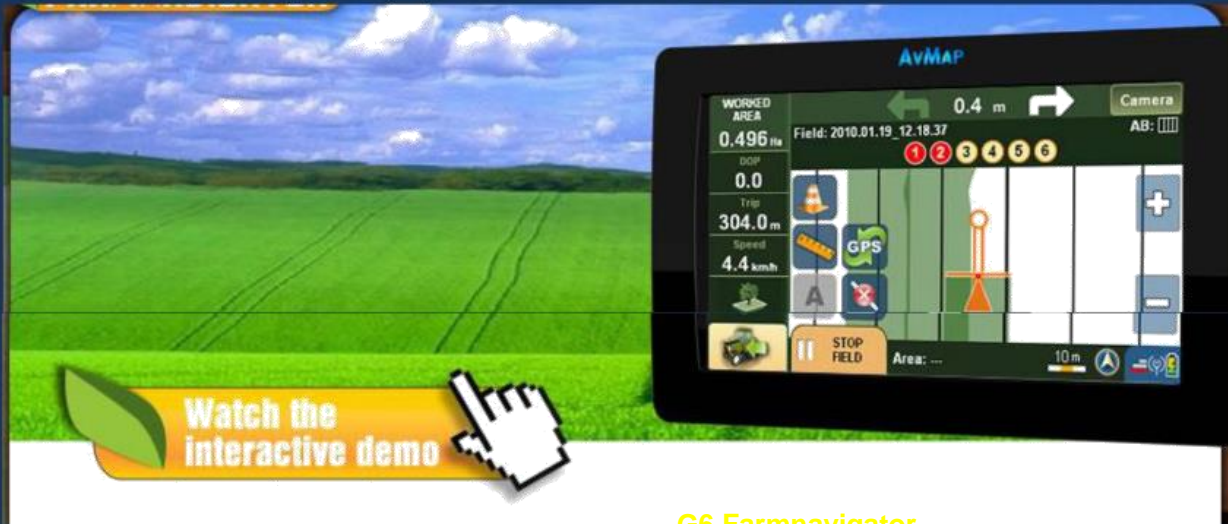 AvMAP
WORKED
AREA
0.496 Ha
DOP
0.0
Trip
304.0 m
Speed
4.4 km/h
0.4 m
Camera
Field: 2010.01.19_12.18.37
AB:
1 2 3 4 5 6
GPS
A
STOP
FIELD
Area: ---
10 m
Watch the
interactive demo
G6 Farmnavigator